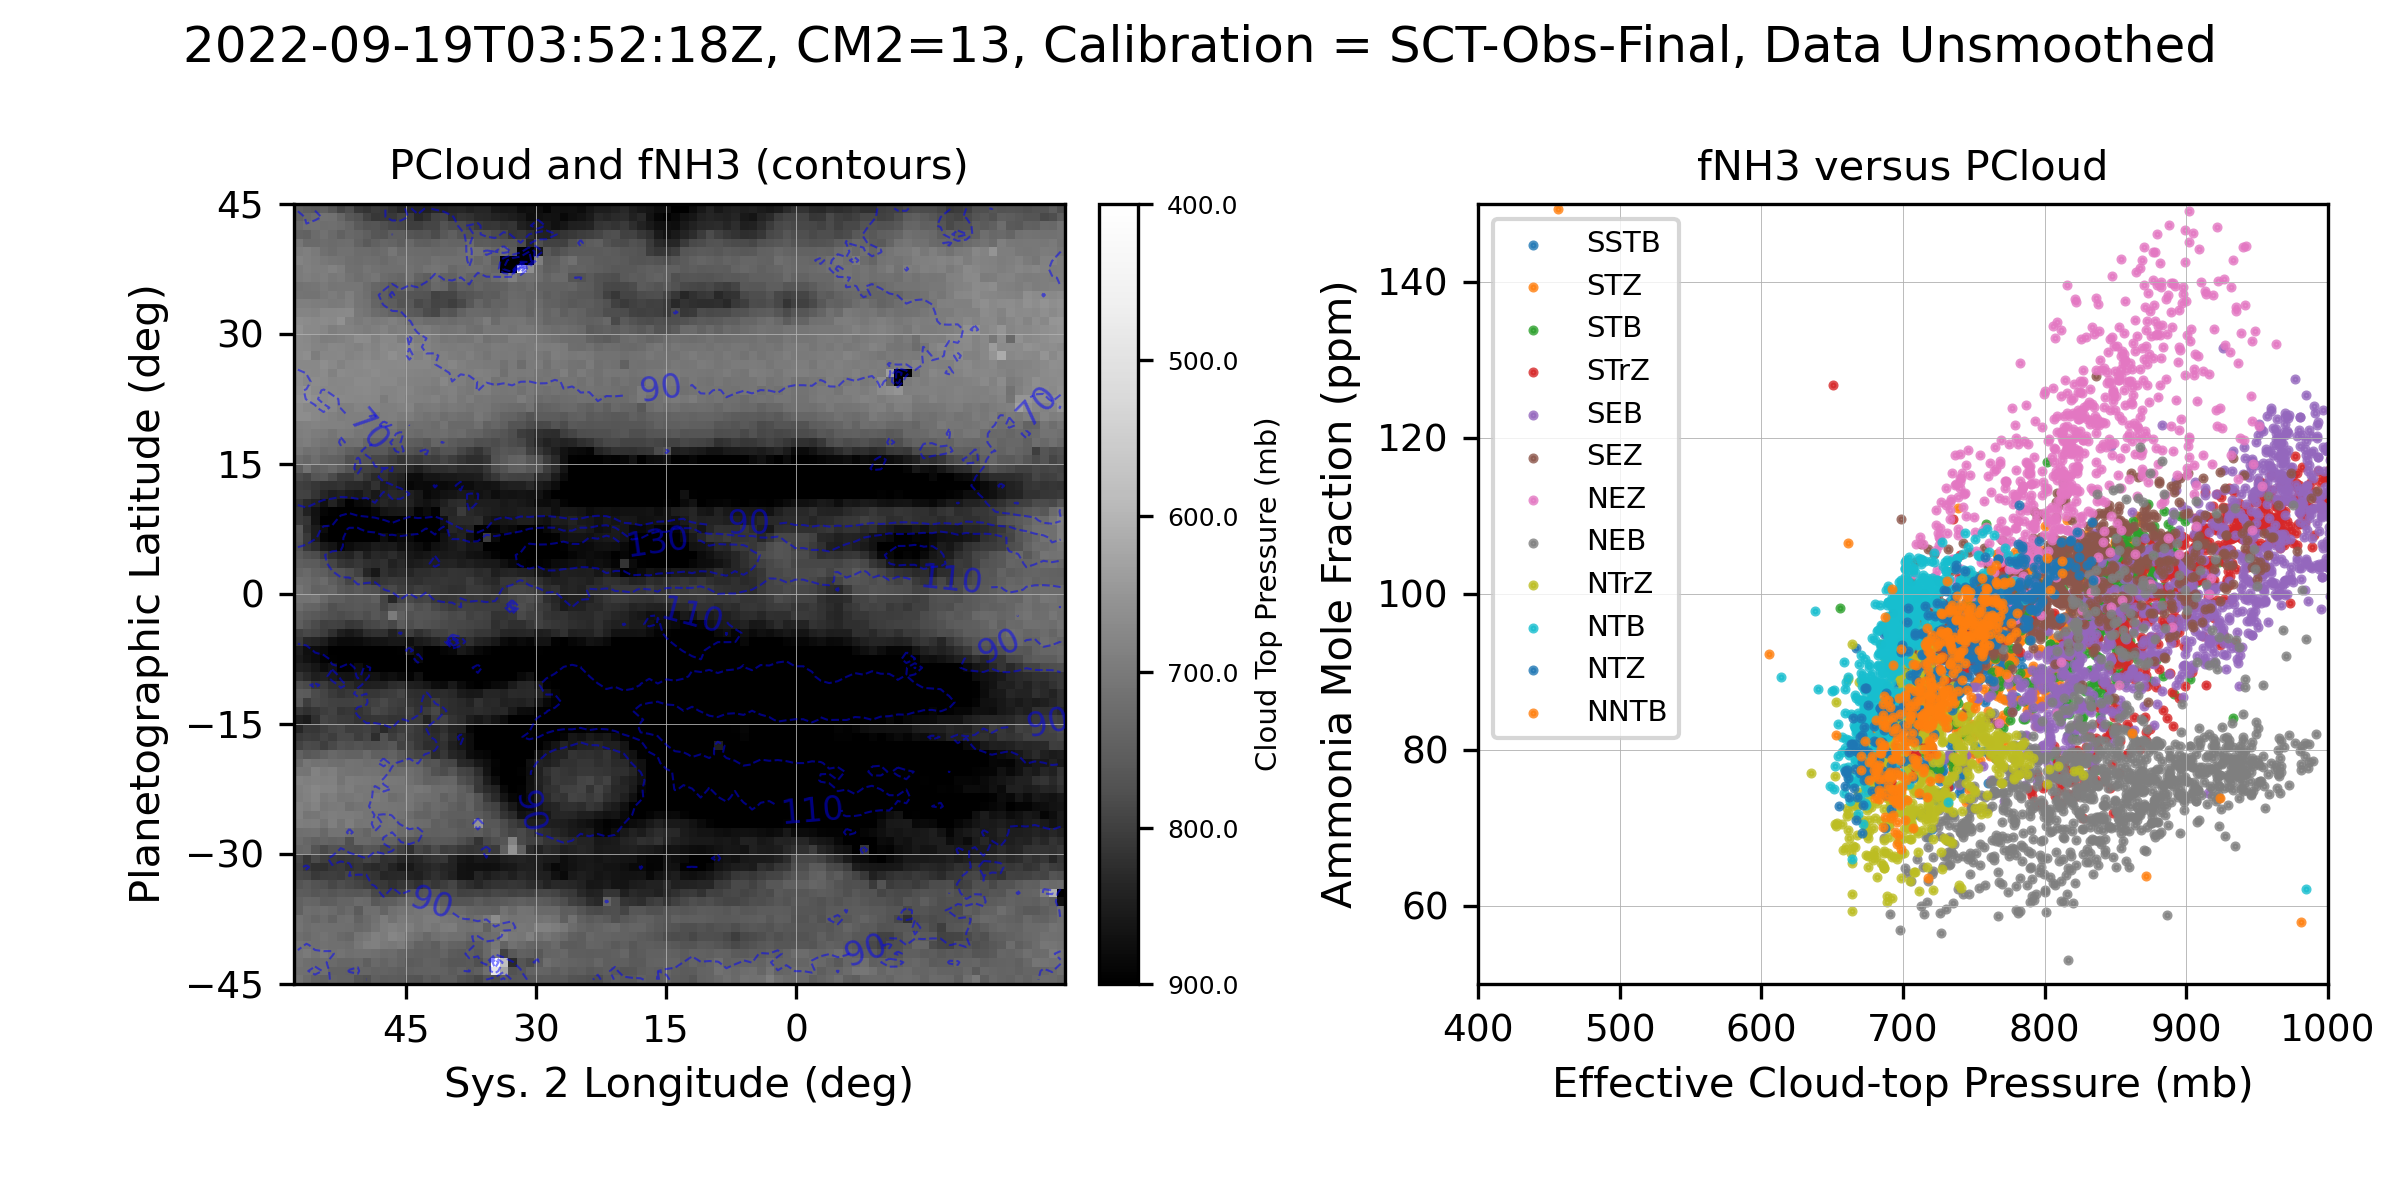 2022-09-19T03:52:18Z, CM2=13, Calibration = SCT-Obs-Final, Data Unsmoothed
PCloud and fNH3 (contours)
45
30
15
0
−15
−30
−45
Planetographic Latitude (deg)
45
30
15
0
Sys. 2 Longitude (deg)
90
70
70
90
130
110
110
90
90
90
110
90
90
400.0
500.0
600.0
700.0
800.0
900.0
Cloud Top Pressure (mb)
fNH3 versus PCloud
140
120
100
80
60
Ammonia Mole Fraction (ppm)
SSTB
STZ
STB
STrZ
SEB
SEZ
NEZ
NEB
NTrZ
NTB
NTZ
NNTB
400
500
600
700
800
900
1000
Effective Cloud-top Pressure (mb)